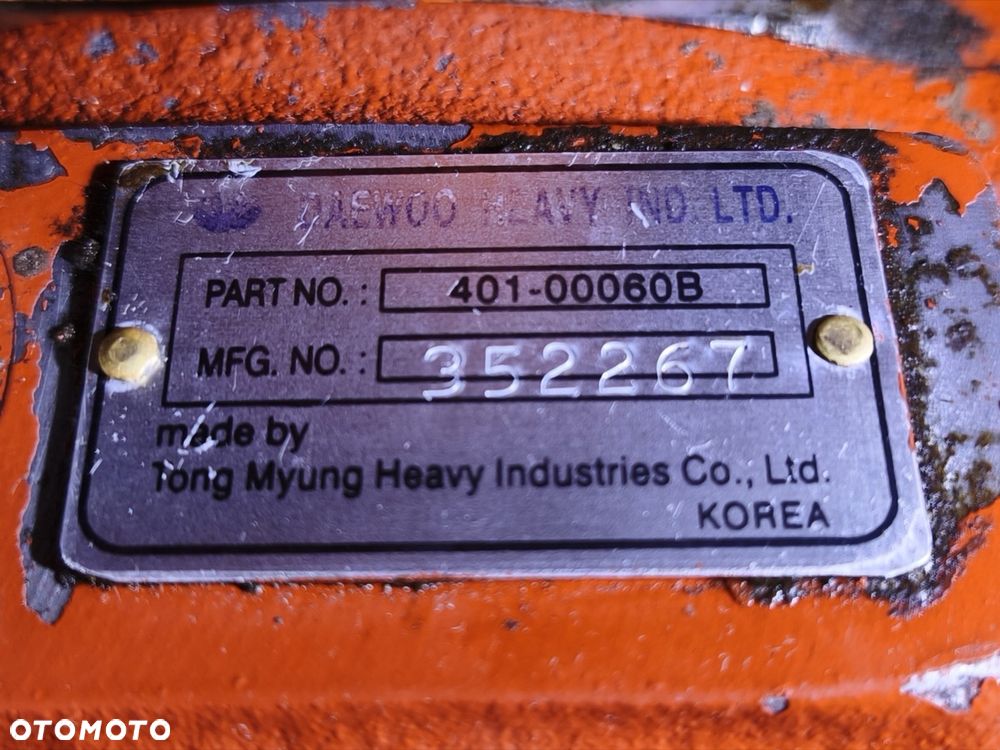 DAEWOO HEAVY IND. LTD.
PART NO. : 401-00060B
MFG. NO. : 352267
made by
Tong Myung Heavy Industries Co., Ltd.
KOREA
OTOMOTO